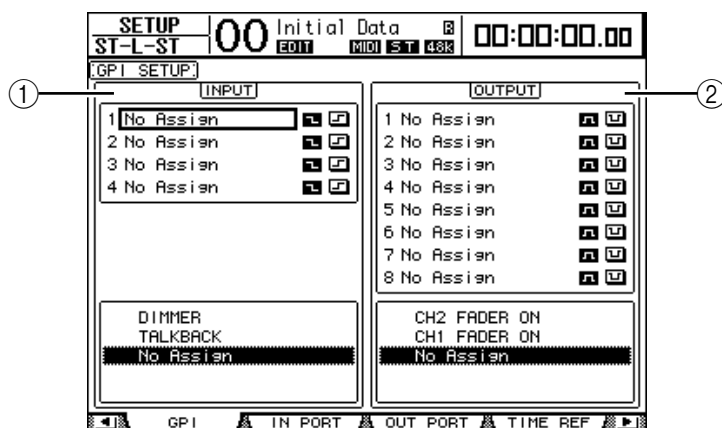 SETUP
ST-L-ST
00 Initial Data R
EDIT MIDI ST 48k
00:00:00.00
GPI SETUP
1
INPUT
OUTPUT
2
1 No Assign
2 No Assign
3 No Assign
4 No Assign
1 No Assign
2 No Assign
3 No Assign
4 No Assign
5 No Assign
6 No Assign
7 No Assign
8 No Assign
DIMMER
TALKBACK
No Assign
CH2 FADER ON
CH1 FADER ON
No Assign
GPI IN PORT OUT PORT TIME REF